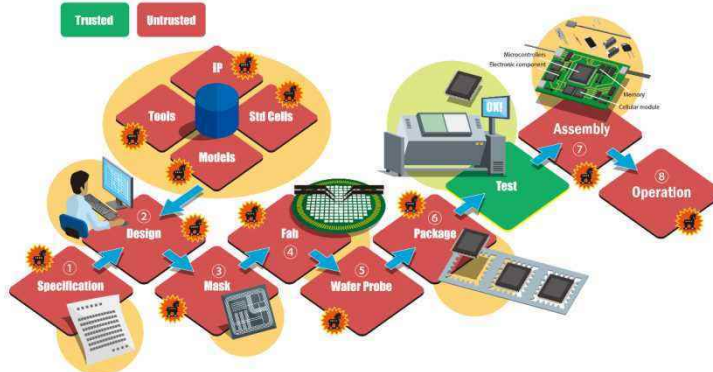 Trusted
Untrusted
IP
Tools
Std Cells
Models
OK!
Microcontrollers
Electronic component
Memory
Cellular module
Assembly
⑦
⑧
Operation
Test
②
Design
Fab
④
⑥
Package
①
Specification
③
Mask
⑤
Wafer Probe